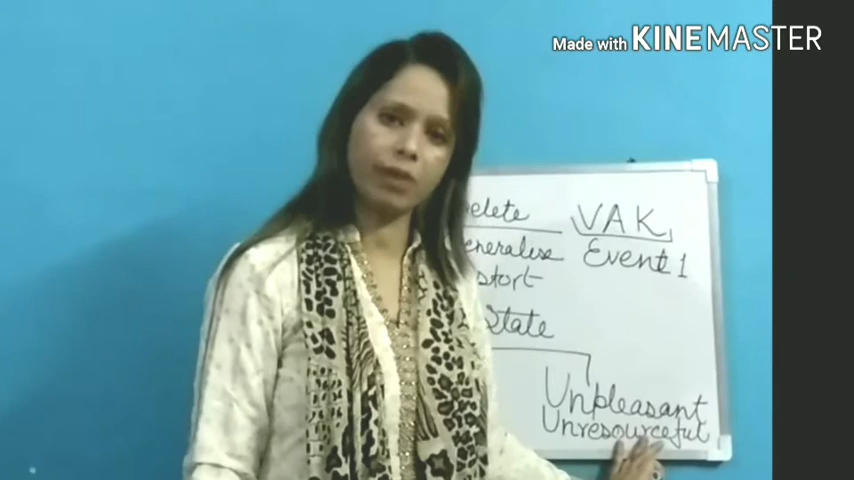 Made with KINEMASTER
elete
VAK
eneralise
Event 1
stort
State
Unpleasant
Unresourceful